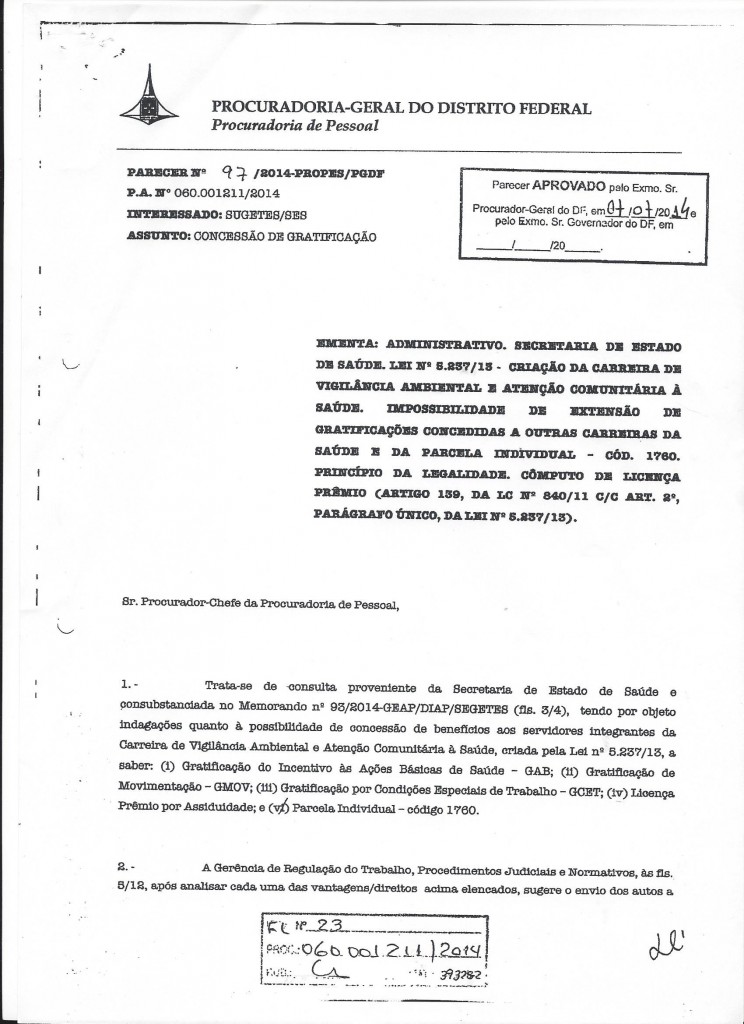 PROCURADORIA-GERAL DO DISTRITO FEDERAL
Procuradoria de Pessoal
PARECER Nº 97 /2014-PROPES/PGDF
P.A. Nº 060.001211/2014
INTERESSADO: SUGETES/SES
ASSUNTO: CONCESSÃO DE GRATIFICAÇÃO
Parecer APROVADO pelo Exmo. Sr.
Procurador-Geral do DF, em 07/07/2014 e
pelo Exmo. Sr. Governador do DF, em
____/____/20____.
EMENTA: ADMINISTRATIVO. SECRETARIA DE ESTADO
DE SAÚDE. LEI Nº 5.237/13 - CRIAÇÃO DA CARREIRA DE
VIGILÂNCIA AMBIENTAL E ATENÇÃO COMUNITÁRIA À
SAÚDE. IMPOSSIBILIDADE DE EXTENSÃO DE
GRATIFICAÇÕES CONCEDIDAS A OUTRAS CARREIRAS DA
SAÚDE E DA PARCELA INDIVIDUAL - CÓD. 1760.
PRINCÍPIO DA LEGALIDADE. CÔMPUTO DE LICENÇA
PRÊMIO (ARTIGO 139, DA LC Nº 840/11 C/C ART. 2º,
PARÁGRAFO ÚNICO, DA LEI Nº 5.237/13).
Sr. Procurador-Chefe da Procuradoria de Pessoal,
1.- Trata-se de consulta proveniente da Secretaria de Estado de Saúde e
consubstanciada no Memorando nº 93/2014-GEAP/DIAP/SEGETES (fls. 3/4), tendo por objeto
indagações quanto à possibilidade de concessão de benefícios aos servidores integrantes da
Carreira de Vigilância Ambiental e Atenção Comunitária à Saúde, criada pela Lei nº 5.237/13, a
saber: (i) Gratificação do Incentivo às Ações Básicas de Saúde - GAB; (ii) Gratificação de
Movimentação - GMOV; (iii) Gratificação por Condições Especiais de Trabalho - GCET; (iv) Licença
Prêmio por Assiduidade; e (v) Parcela Individual - código 1760.
2.- A Gerência de Regulação do Trabalho, Procedimentos Judiciais e Normativos, às fls.
5/12, após analisar cada uma das vantagens/direitos acima elencados, sugere o envio dos autos a
Nº 23
PROC.: 060.001.211/2014